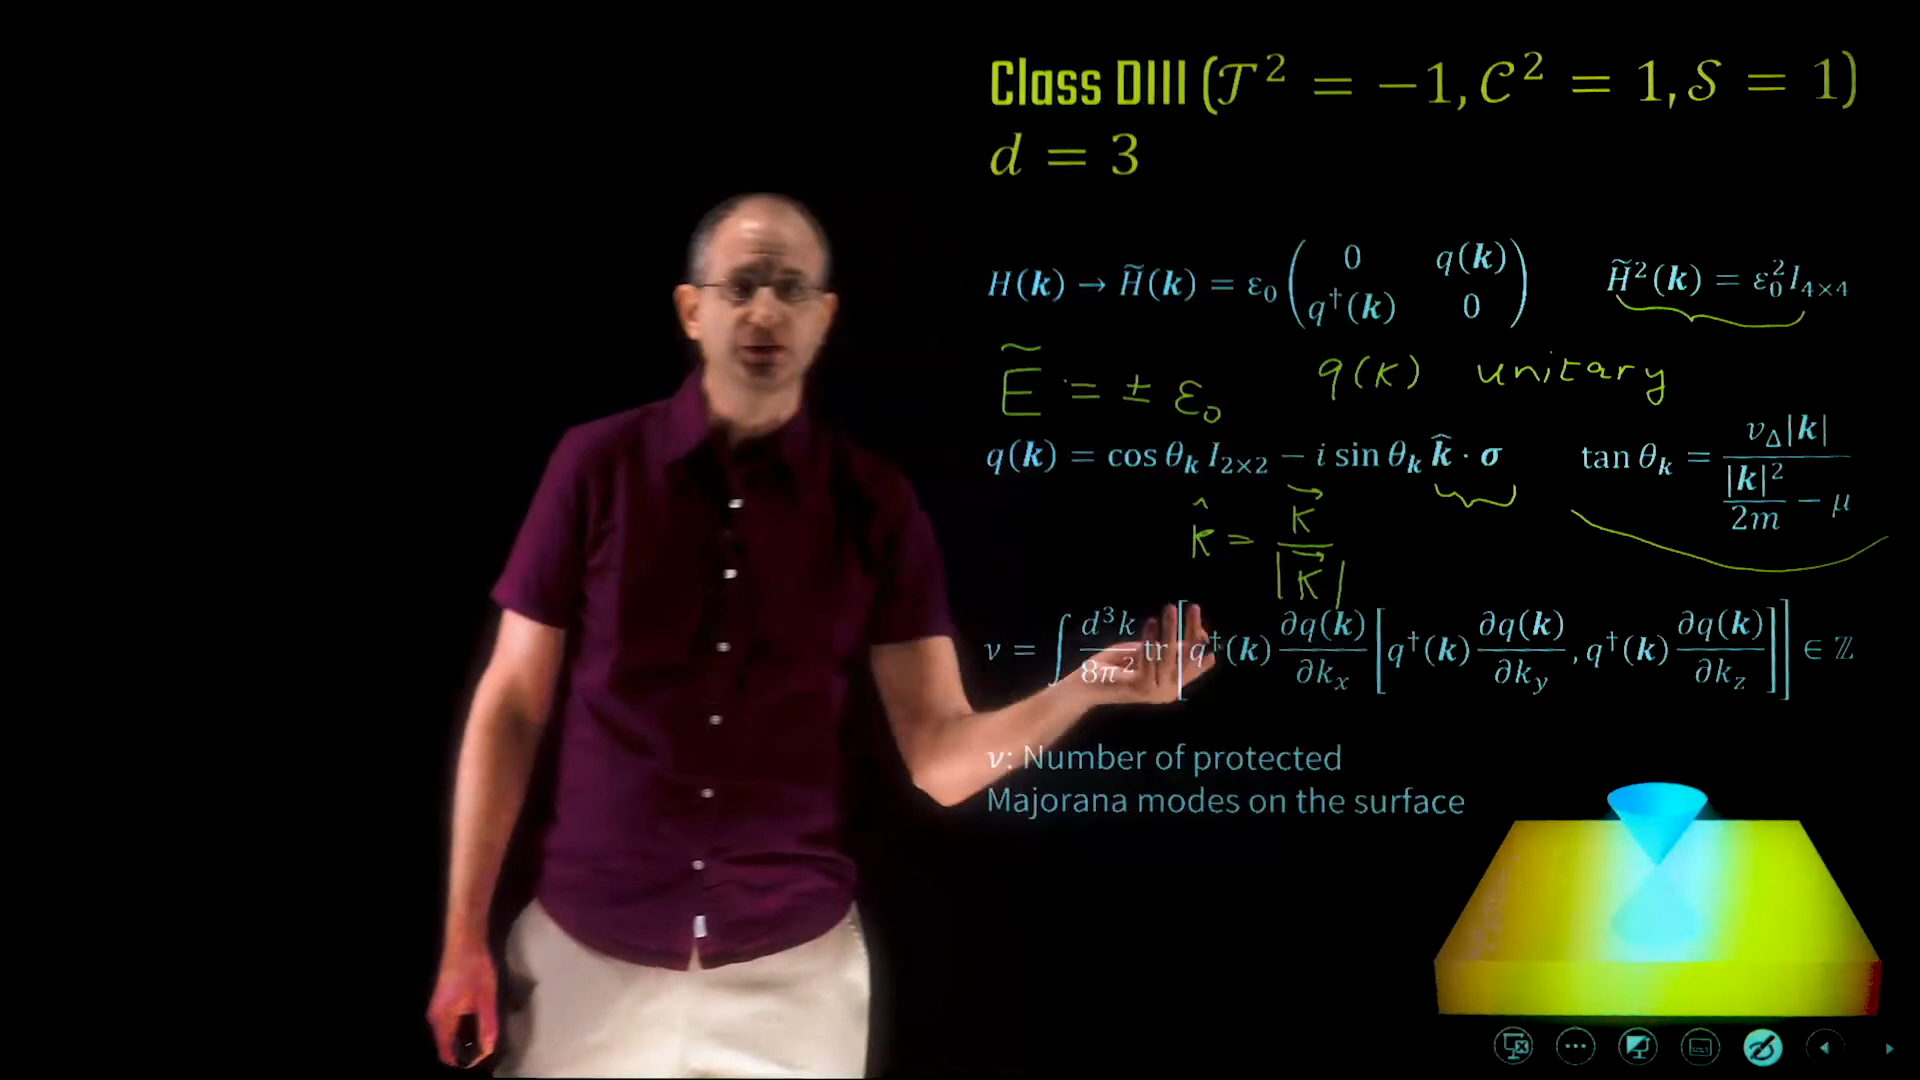 Class DIII (𝒯² = −1, 𝒞² = 1, 𝒮 = 1)
d = 3
H(k) → H̃(k) = ε₀ ( 0 q(k) ; q†(k) 0 ) H̃²(k) = ε₀² I₄ₓ₄
Ẽ = ± ε₀ q(k) unitary
q(k) = cos θₖ I₂ₓ₂ − i sin θₖ k̂ · σ tan θₖ = v_Δ|k| / (|k|²/2m − μ)
k̂ = k⃗ / |k⃗|
ν = ∫ d³k/8π² tr [ q†(k) ∂q(k)/∂kₓ [ q†(k) ∂q(k)/∂k_y , q†(k) ∂q(k)/∂k_z ] ] ∈ ℤ
ν: Number of protected
Majorana modes on the surface